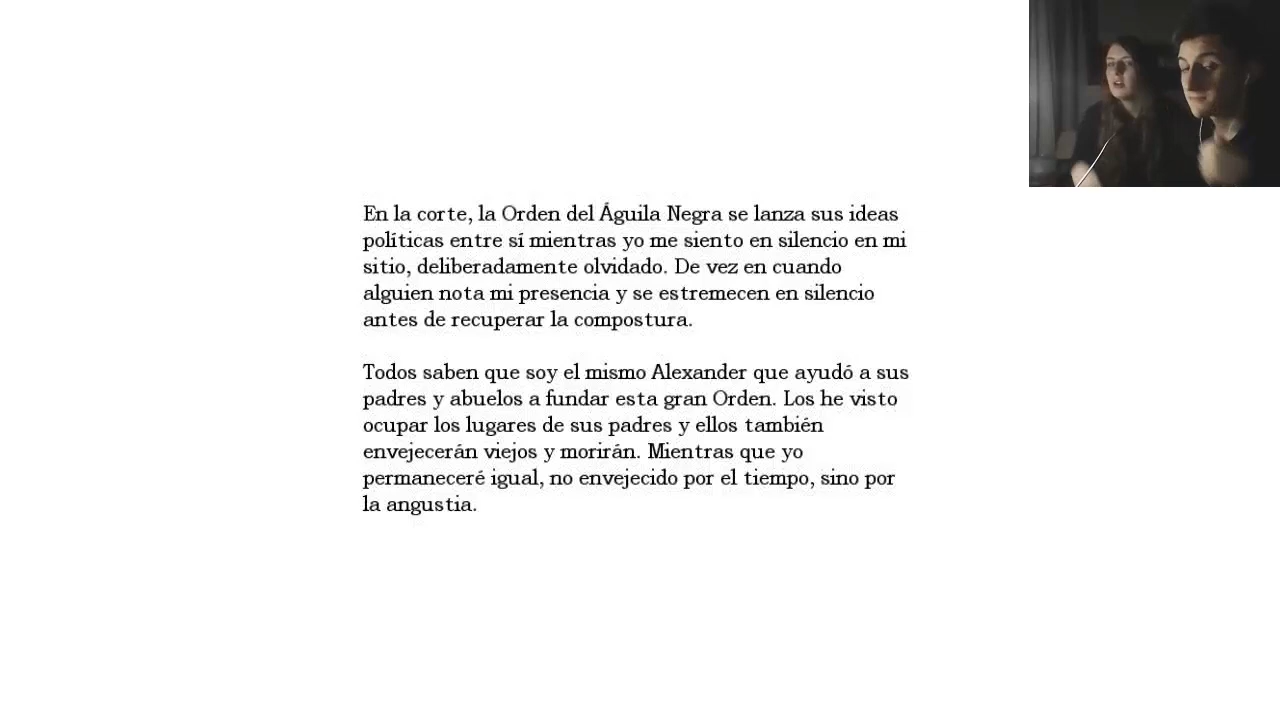 En la corte, la Orden del Águila Negra se lanza sus ideas
políticas entre sí mientras yo me siento en silencio en mi
sitio, deliberadamente olvidado. De vez en cuando
alguien nota mi presencia y se estremecen en silencio
antes de recuperar la compostura.
Todos saben que soy el mismo Alexander que ayudó a sus
padres y abuelos a fundar esta gran Orden. Los he visto
ocupar los lugares de sus padres y ellos también
envejecerán viejos y morirán. Mientras que yo
permaneceré igual, no envejecido por el tiempo, sino por
la angustia.